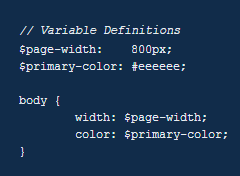 // Variable Definitions
$page-width:    800px;
$primary-color: #eeeeee;

body {
        width: $page-width;
        color: $primary-color;
}